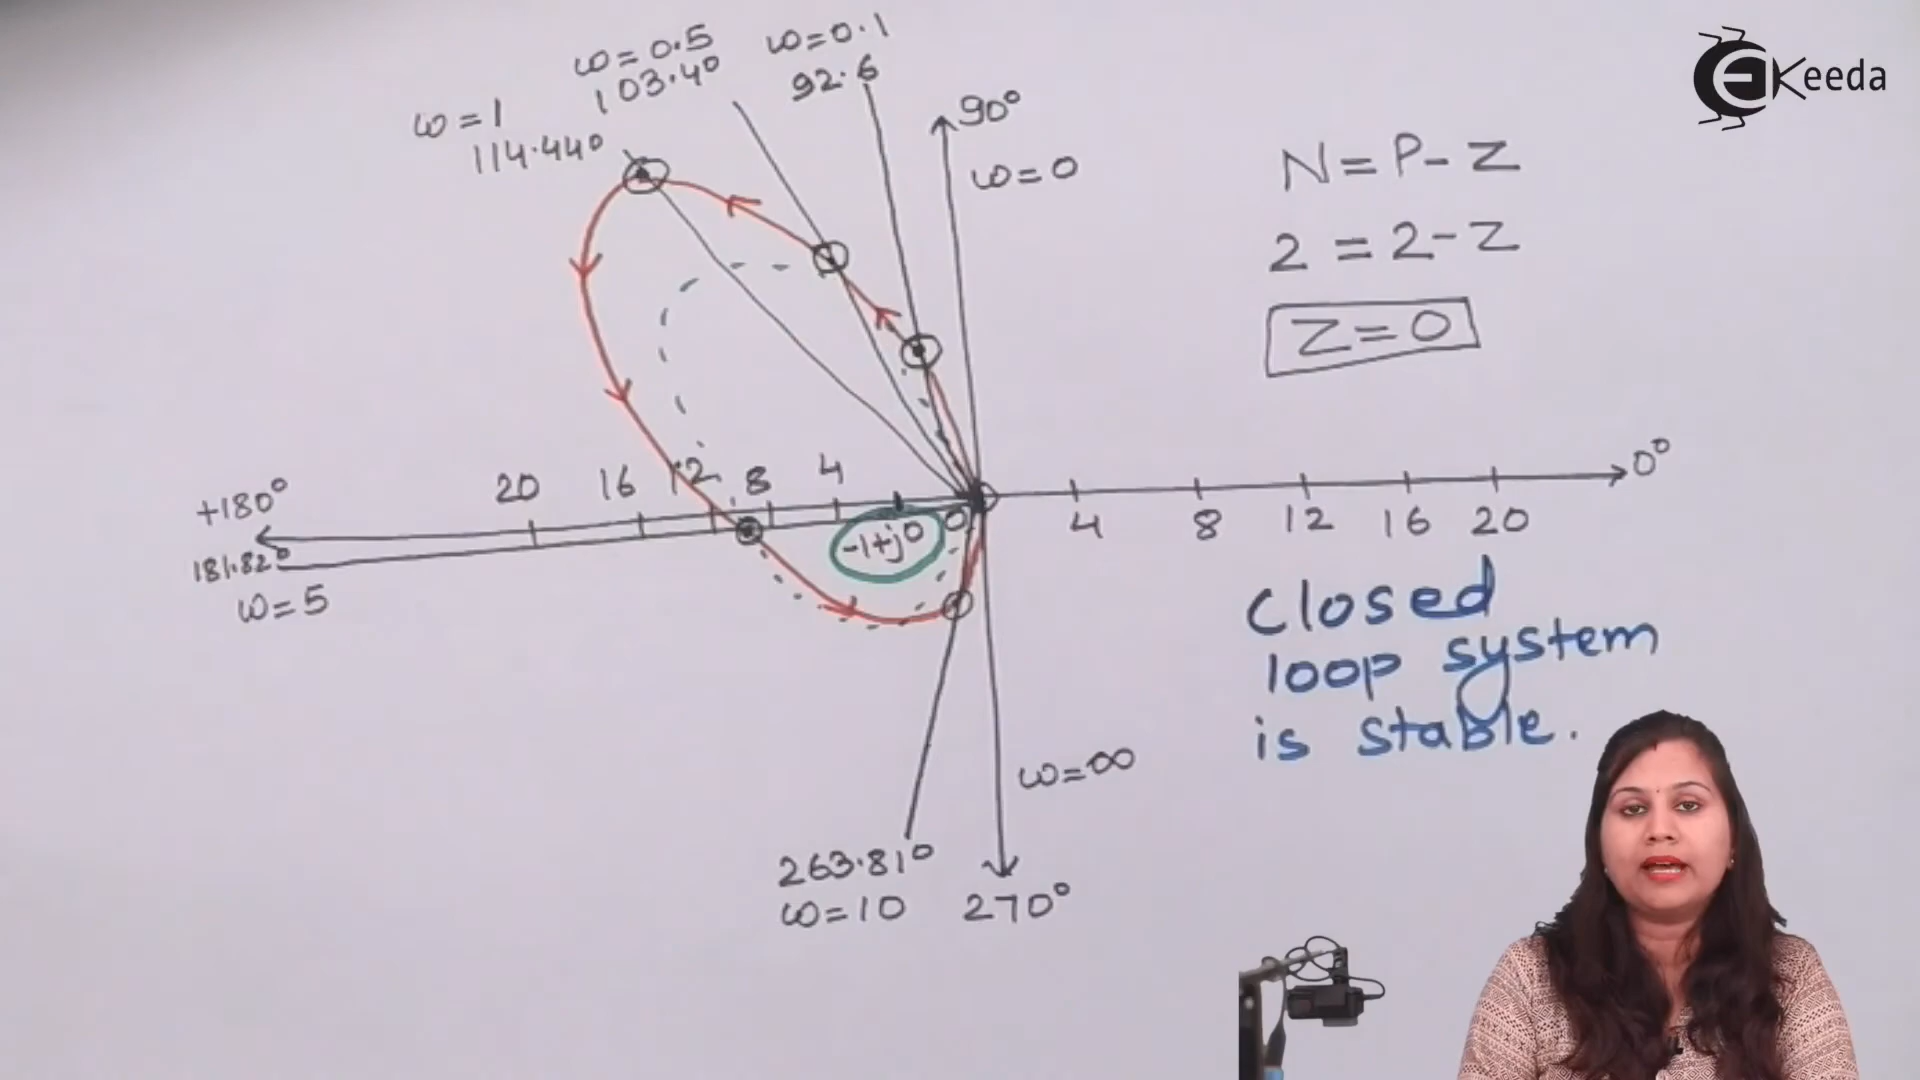 ω=0.5
103.4°
ω=0.1
92.6
90°
ω=0
ω=1
114.44°
EKeeda
N=P-Z
2=2-Z
Z=0
+180°
20 16 12 8 4
0°
-1+j0 0
4 8 12 16 20
181.82°
ω=5
Closed
loop system
is stable.
ω=∞
263.81°
ω=10
270°